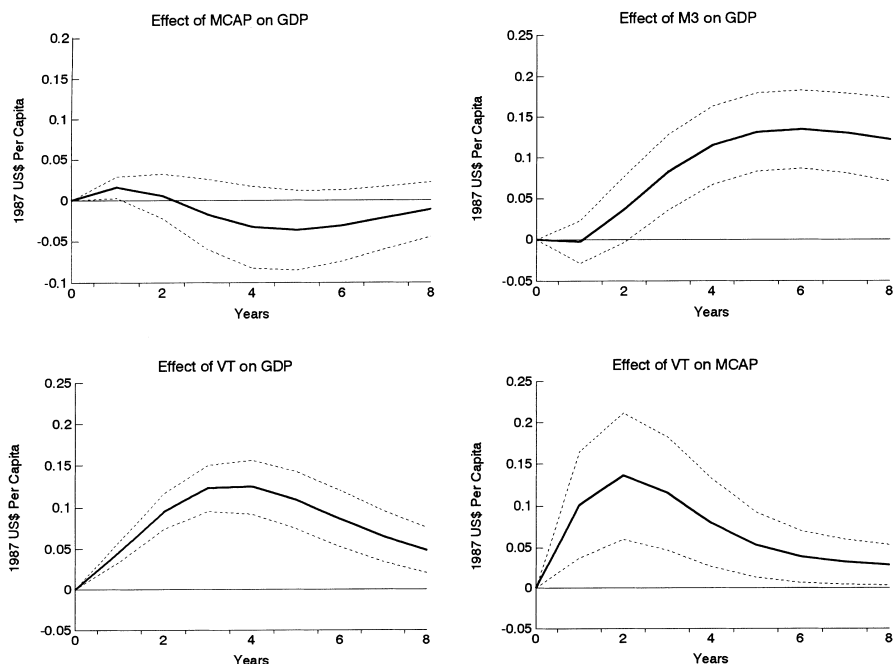 Effect of MCAP on GDP
0.2
0.15
0.1
0.05
0
-0.05
-0.1
1987 US$ Per Capita
0 2 4 6 8
Years
Effect of M3 on GDP
0.25
0.2
0.15
0.1
0.05
0
-0.05
1987 US$ Per Capita
0 2 4 6 8
Years
Effect of VT on GDP
0.25
0.2
0.15
0.1
0.05
0
-0.05
1987 US$ Per Capita
0 2 4 6 8
Years
Effect of VT on MCAP
0.25
0.2
0.15
0.1
0.05
0
-0.05
1987 US$ Per Capita
0 2 4 6 8
Years